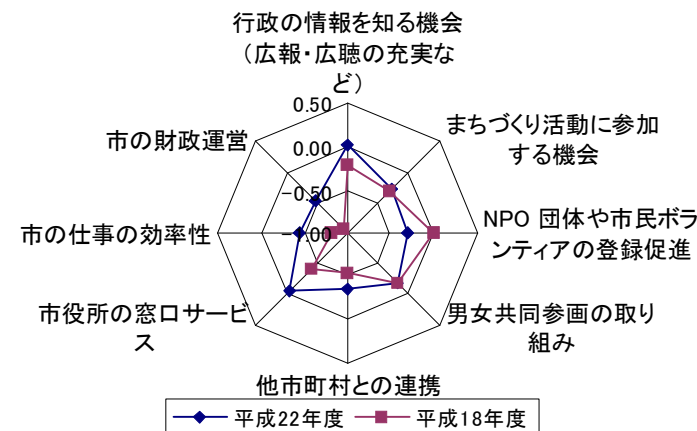 行政の情報を知る機会
（広報・広聴の充実な
ど）
0.50
まちづくり活動に参加
する機会
市の財政運営
0.00
-0.50
NPO 団体や市民ボラ
ンティアの登録促進
市の仕事の効率性
.00
市役所の窓口サービ
ス
男女共同参画の取り
組み
他市町村との連携
平成22年度
平成18年度